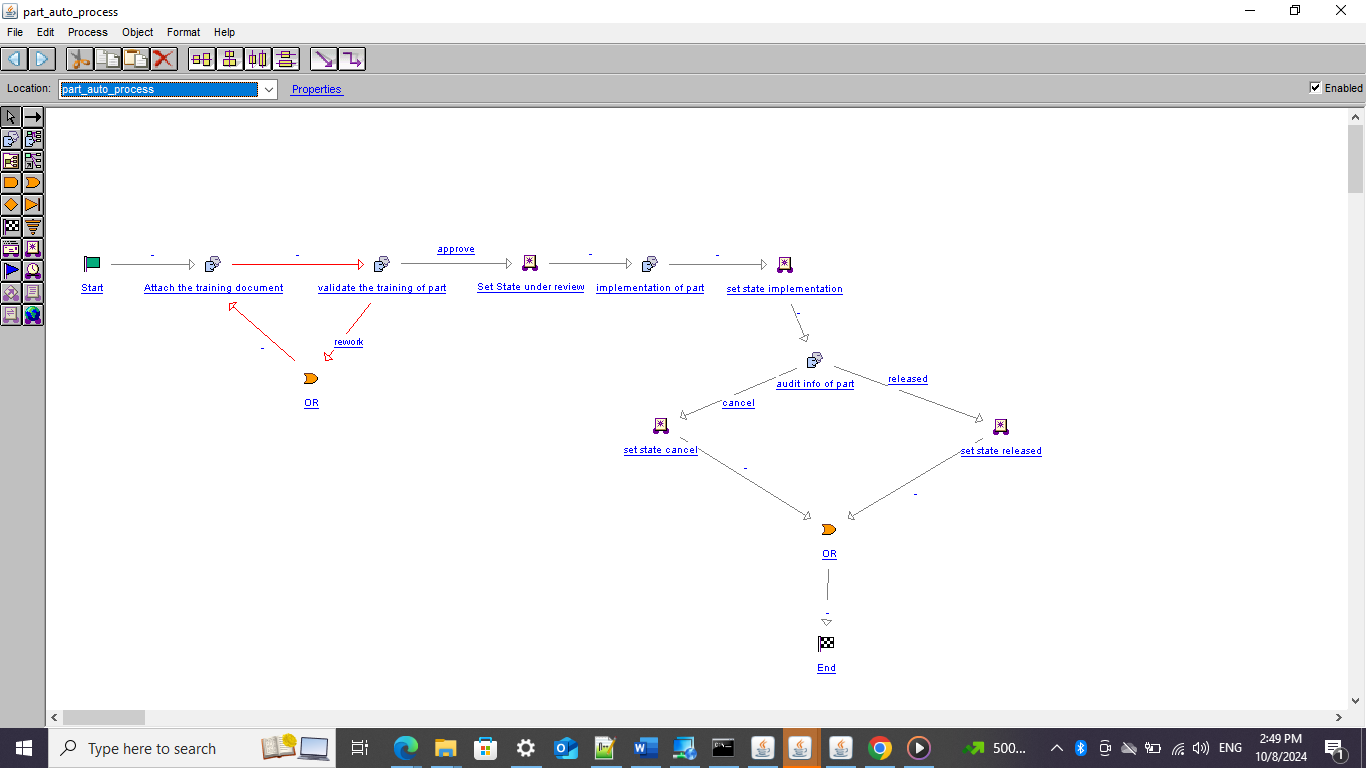 part_auto_process
File Edit Process Object Format Help
Location: part_auto_process Properties Enabled
approve
Start
Attach the training document
validate the training of part
Set State under review
implementation of part
set state implementation
rework
OR
audit info of part
released
cancel
set state cancel
set state released
OR
End
Type here to search
500...
ENG
2:49 PM
10/8/2024
1